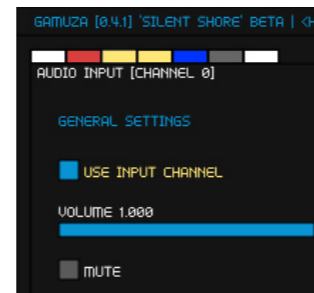 GAMUZA [0.4.1] 'SILENT SHORE' BETA |
AUDIO INPUT [CHANNEL 0]
GENERAL SETTINGS
USE INPUT CHANNEL
VOLUME 1.000
MUTE